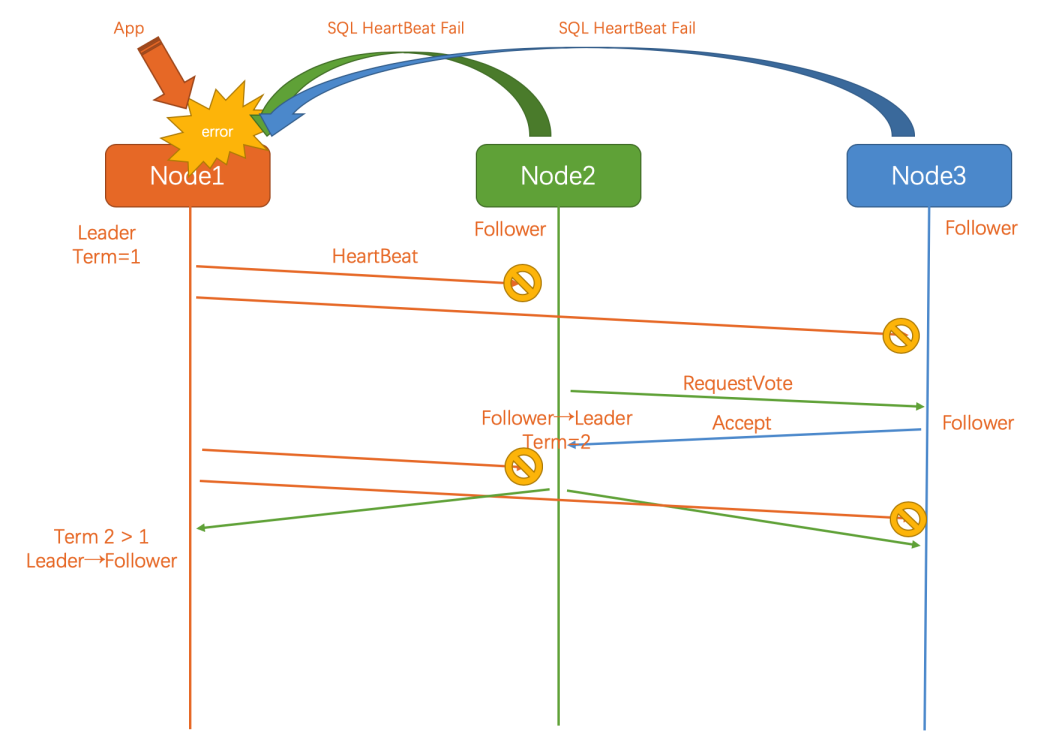 App
SQL HeartBeat Fail
SQL HeartBeat Fail
error
Node1
Node2
Node3
Leader
Term=1
Follower
Follower
HeartBeat
RequestVote
Follower→Leader
Term=2
Accept
Follower
Term 2 > 1
Leader→Follower